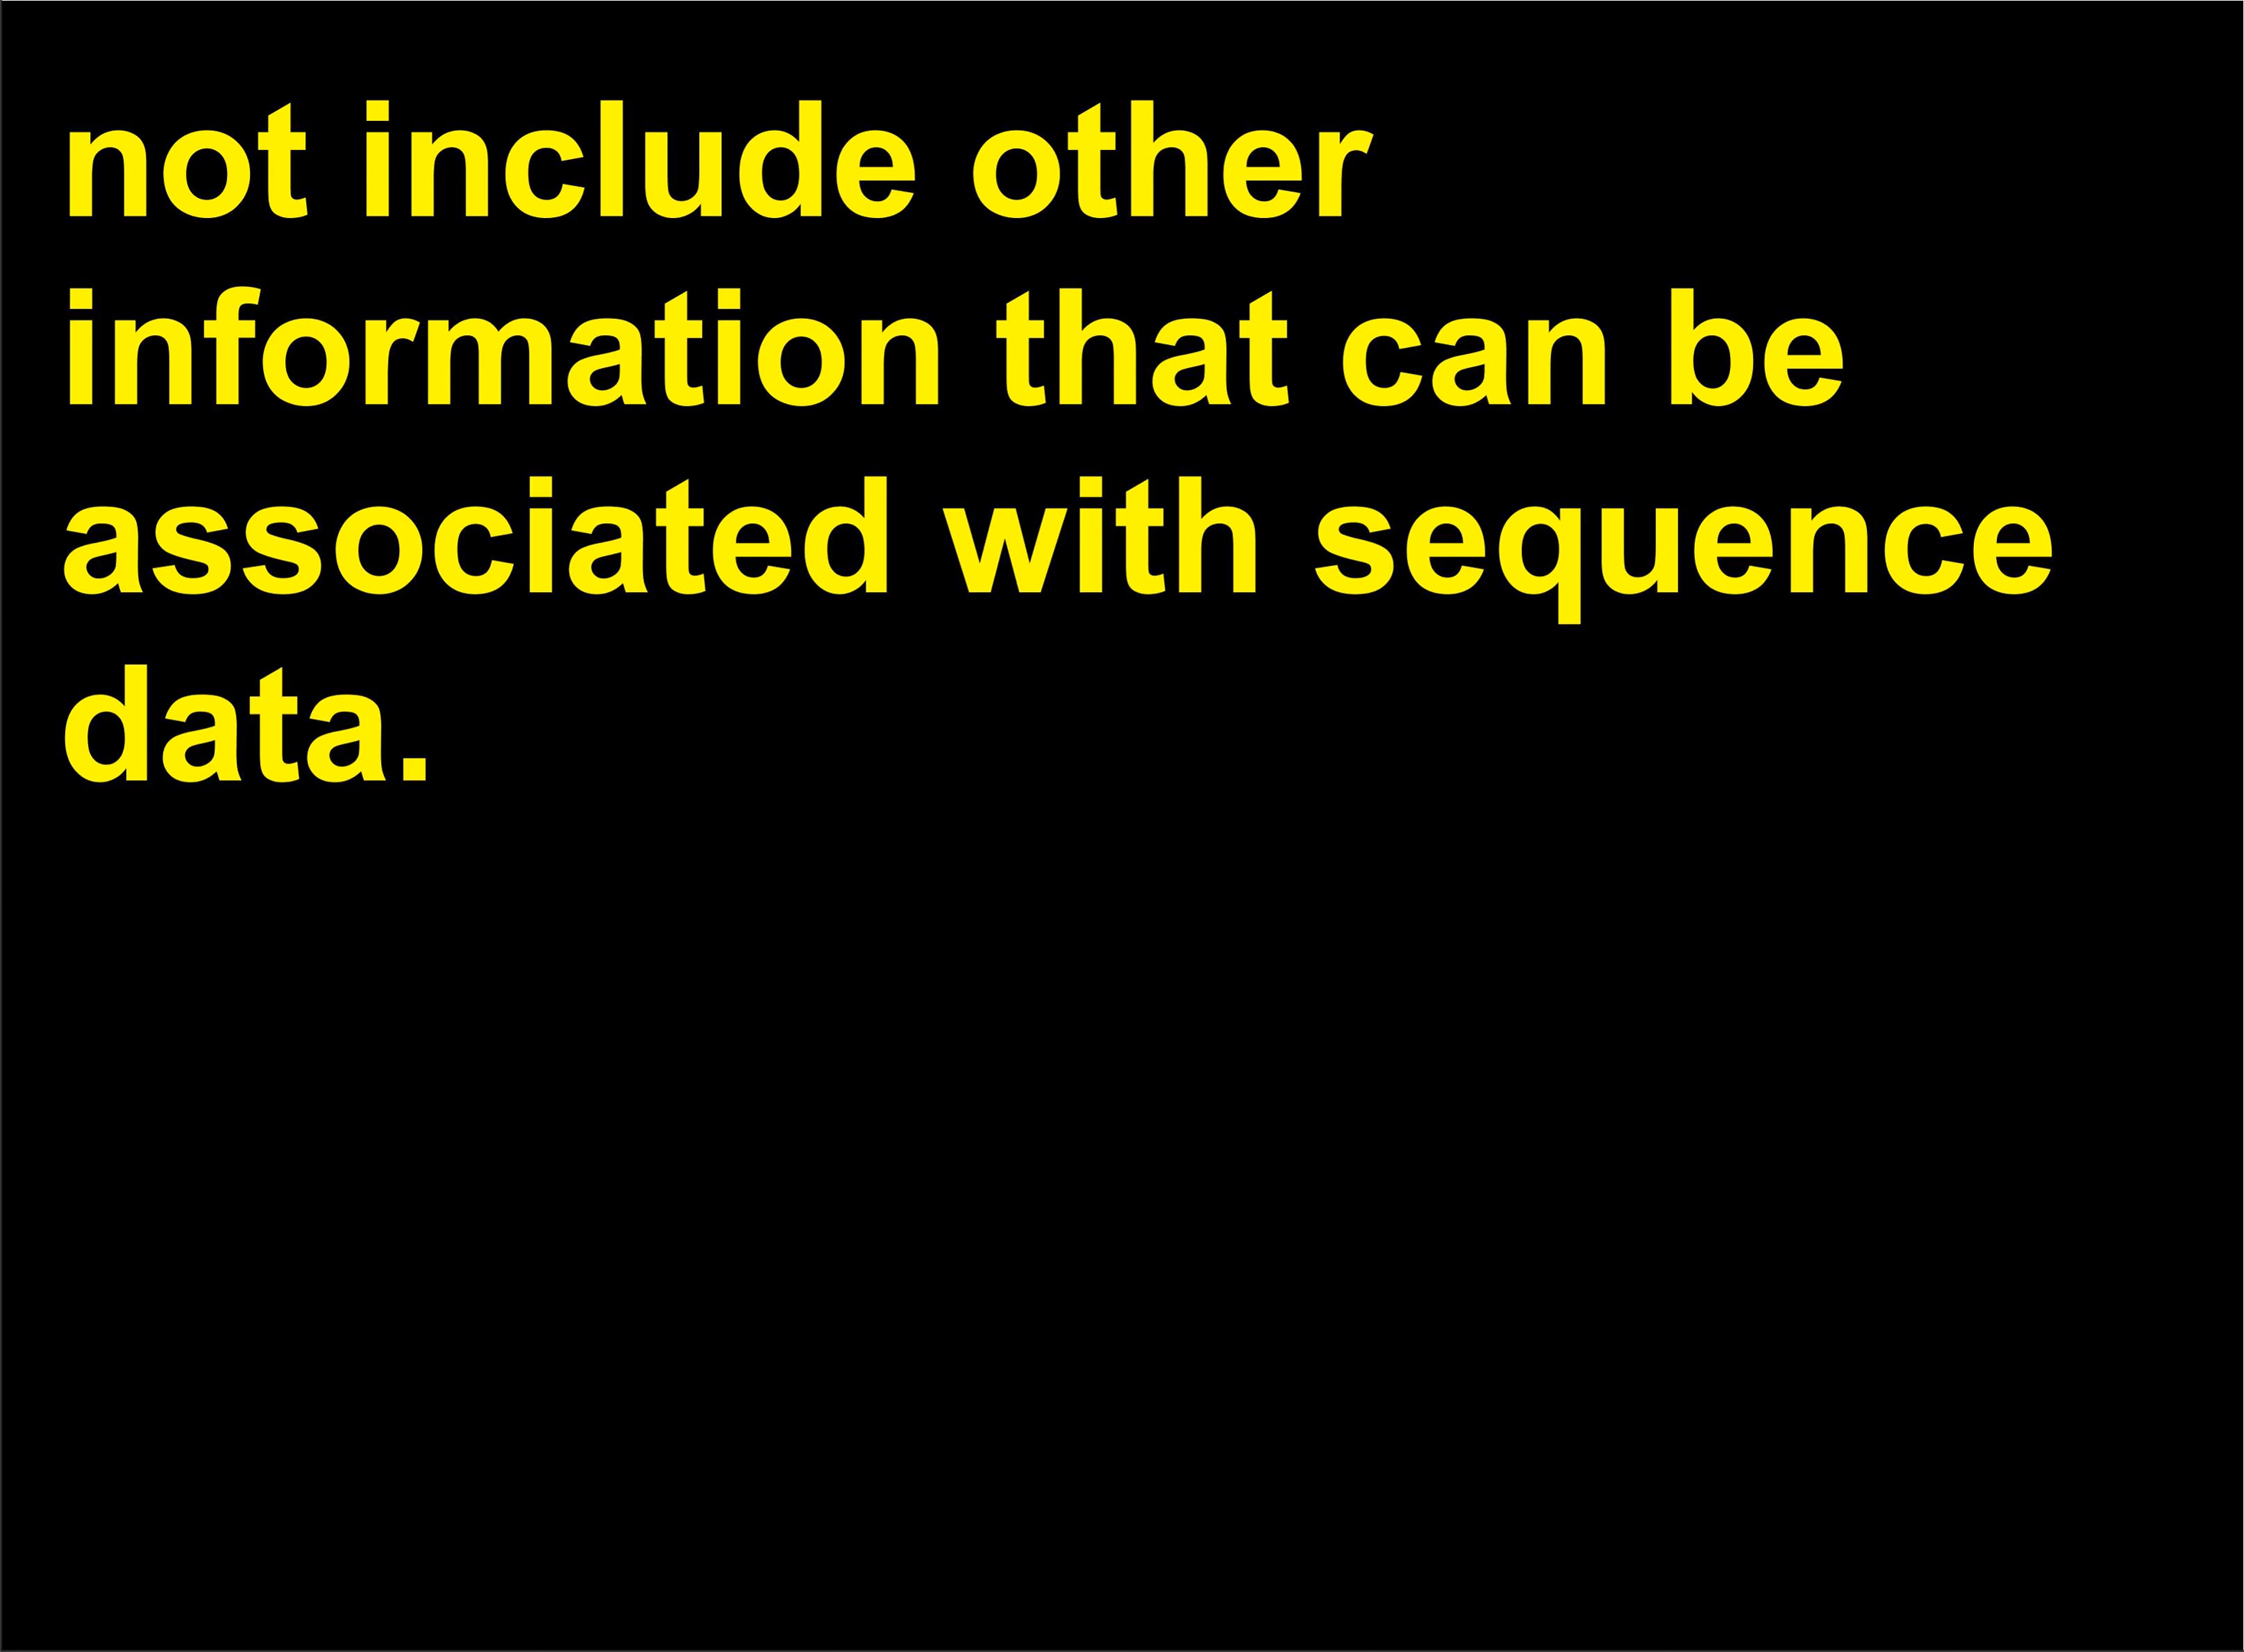 not include other
information that can be
associated with sequence
data.